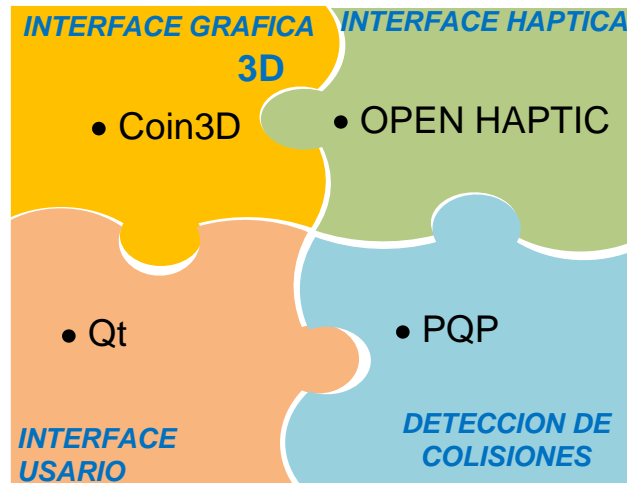 INTERFACE GRAFICA
3D
• Coin3D
INTERFACE HAPTICA
• OPEN HAPTIC
• Qt
INTERFACE
USARIO
• PQP
DETECCION DE
COLISIONES